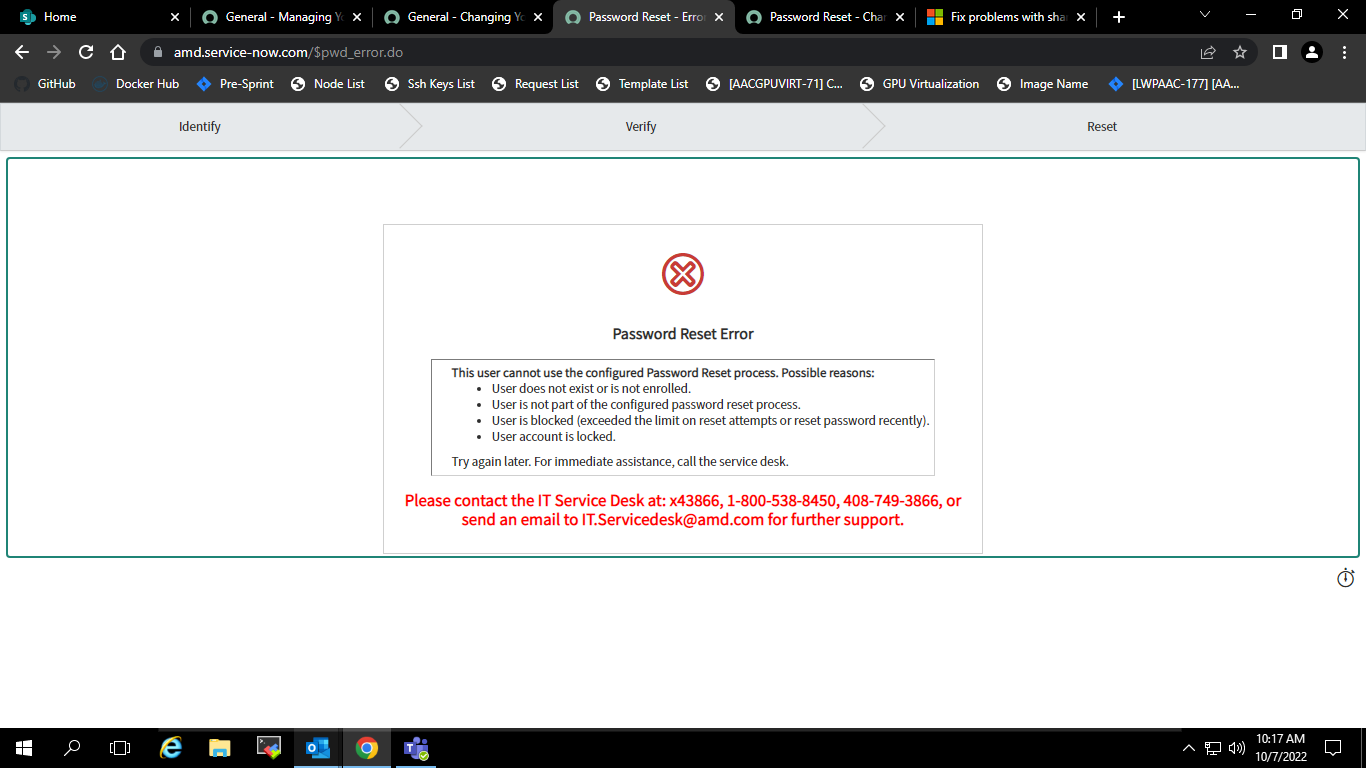 Home
General - Managing Yo
General - Changing Yo
Password Reset - Error
Password Reset - Chan
Fix problems with shar
amd.service-now.com/$pwd_error.do
GitHub
Docker Hub
Pre-Sprint
Node List
Ssh Keys List
Request List
Template List
[AACGPUVIRT-71] C...
GPU Virtualization
Image Name
[LWPAAC-177] [AA...
Identify
Verify
Reset
Password Reset Error
This user cannot use the configured Password Reset process. Possible reasons:
• User does not exist or is not enrolled.
• User is not part of the configured password reset process.
• User is blocked (exceeded the limit on reset attempts or reset password recently).
• User account is locked.
Try again later. For immediate assistance, call the service desk.
Please contact the IT Service Desk at: x43866, 1-800-538-8450, 408-749-3866, or
send an email to IT.Servicedesk@amd.com for further support.
10:17 AM
10/7/2022